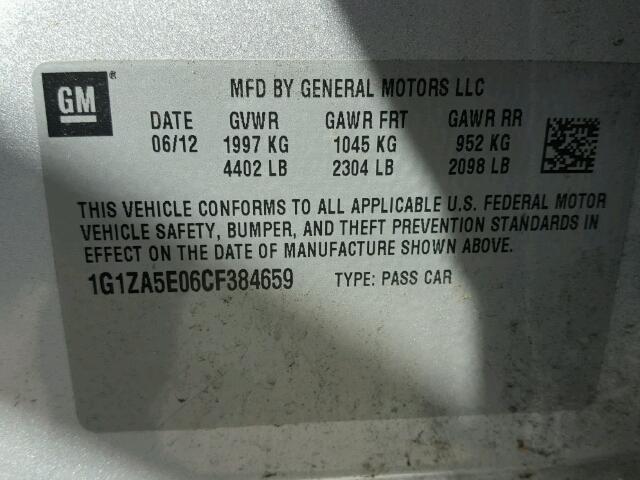 GM ®
MFD BY GENERAL MOTORS LLC
DATE GVWR GAWR FRT GAWR RR
06/12 1997 KG 1045 KG 952 KG
4402 LB 2304 LB 2098 LB
THIS VEHICLE CONFORMS TO ALL APPLICABLE U.S. FEDERAL MOTOR
VEHICLE SAFETY, BUMPER, AND THEFT PREVENTION STANDARDS IN
EFFECT ON THE DATE OF MANUFACTURE SHOWN ABOVE.
1G1ZA5E06CF384659 TYPE: PASS CAR